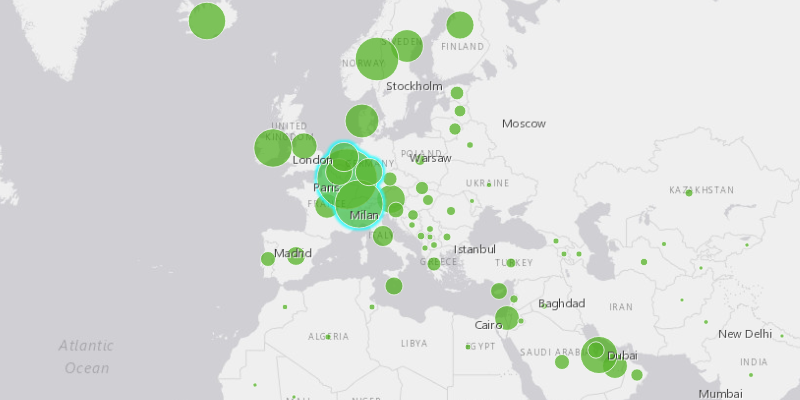 SWEDEN
FINLAND
NORWAY
Stockholm
Moscow
UNITED
KINGDOM
London
POLAND
Warsaw
Paris
UKRAINE
KAZAKHSTAN
FRANCE
Milan
ITALY
Madrid
Istanbul
GREECE
TURKEY
Baghdad
IRAN
Cairo
ALGERIA
LIBYA
EGYPT
New Delhi
Atlantic
Ocean
SAUDI ARABIA
Dubai
INDIA
Mumbai